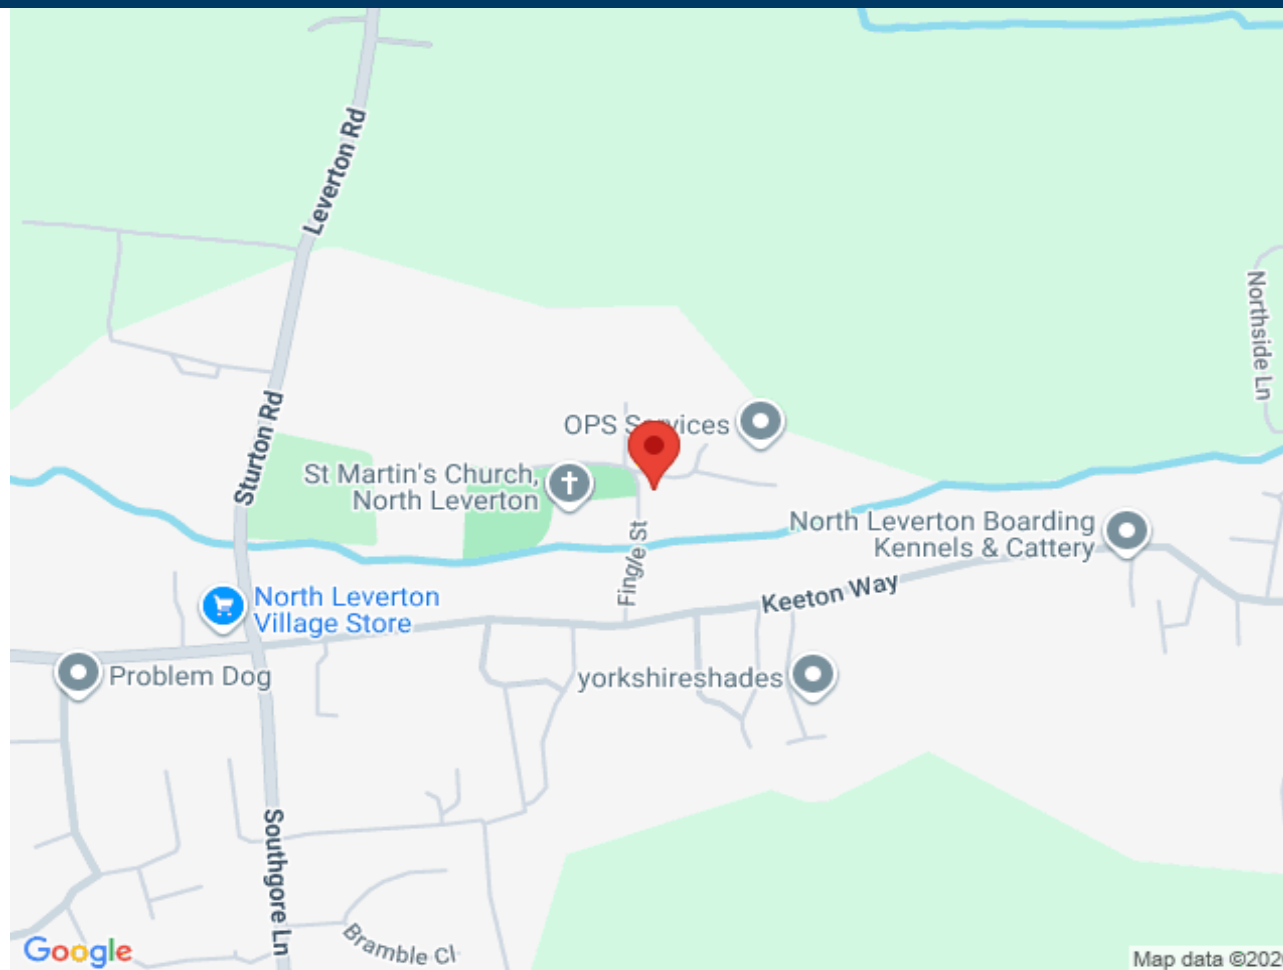 Leverton Rd
Northside Ln
Sturton Rd
OPS Services
St Martin's Church,
North Leverton
North Leverton Boarding
Kennels & Cattery
Fingle St
Keeton Way
North Leverton
Village Store
Problem Dog
yorkshireshades
Southgore Ln
Bramble Cl
Google
Map data ©202